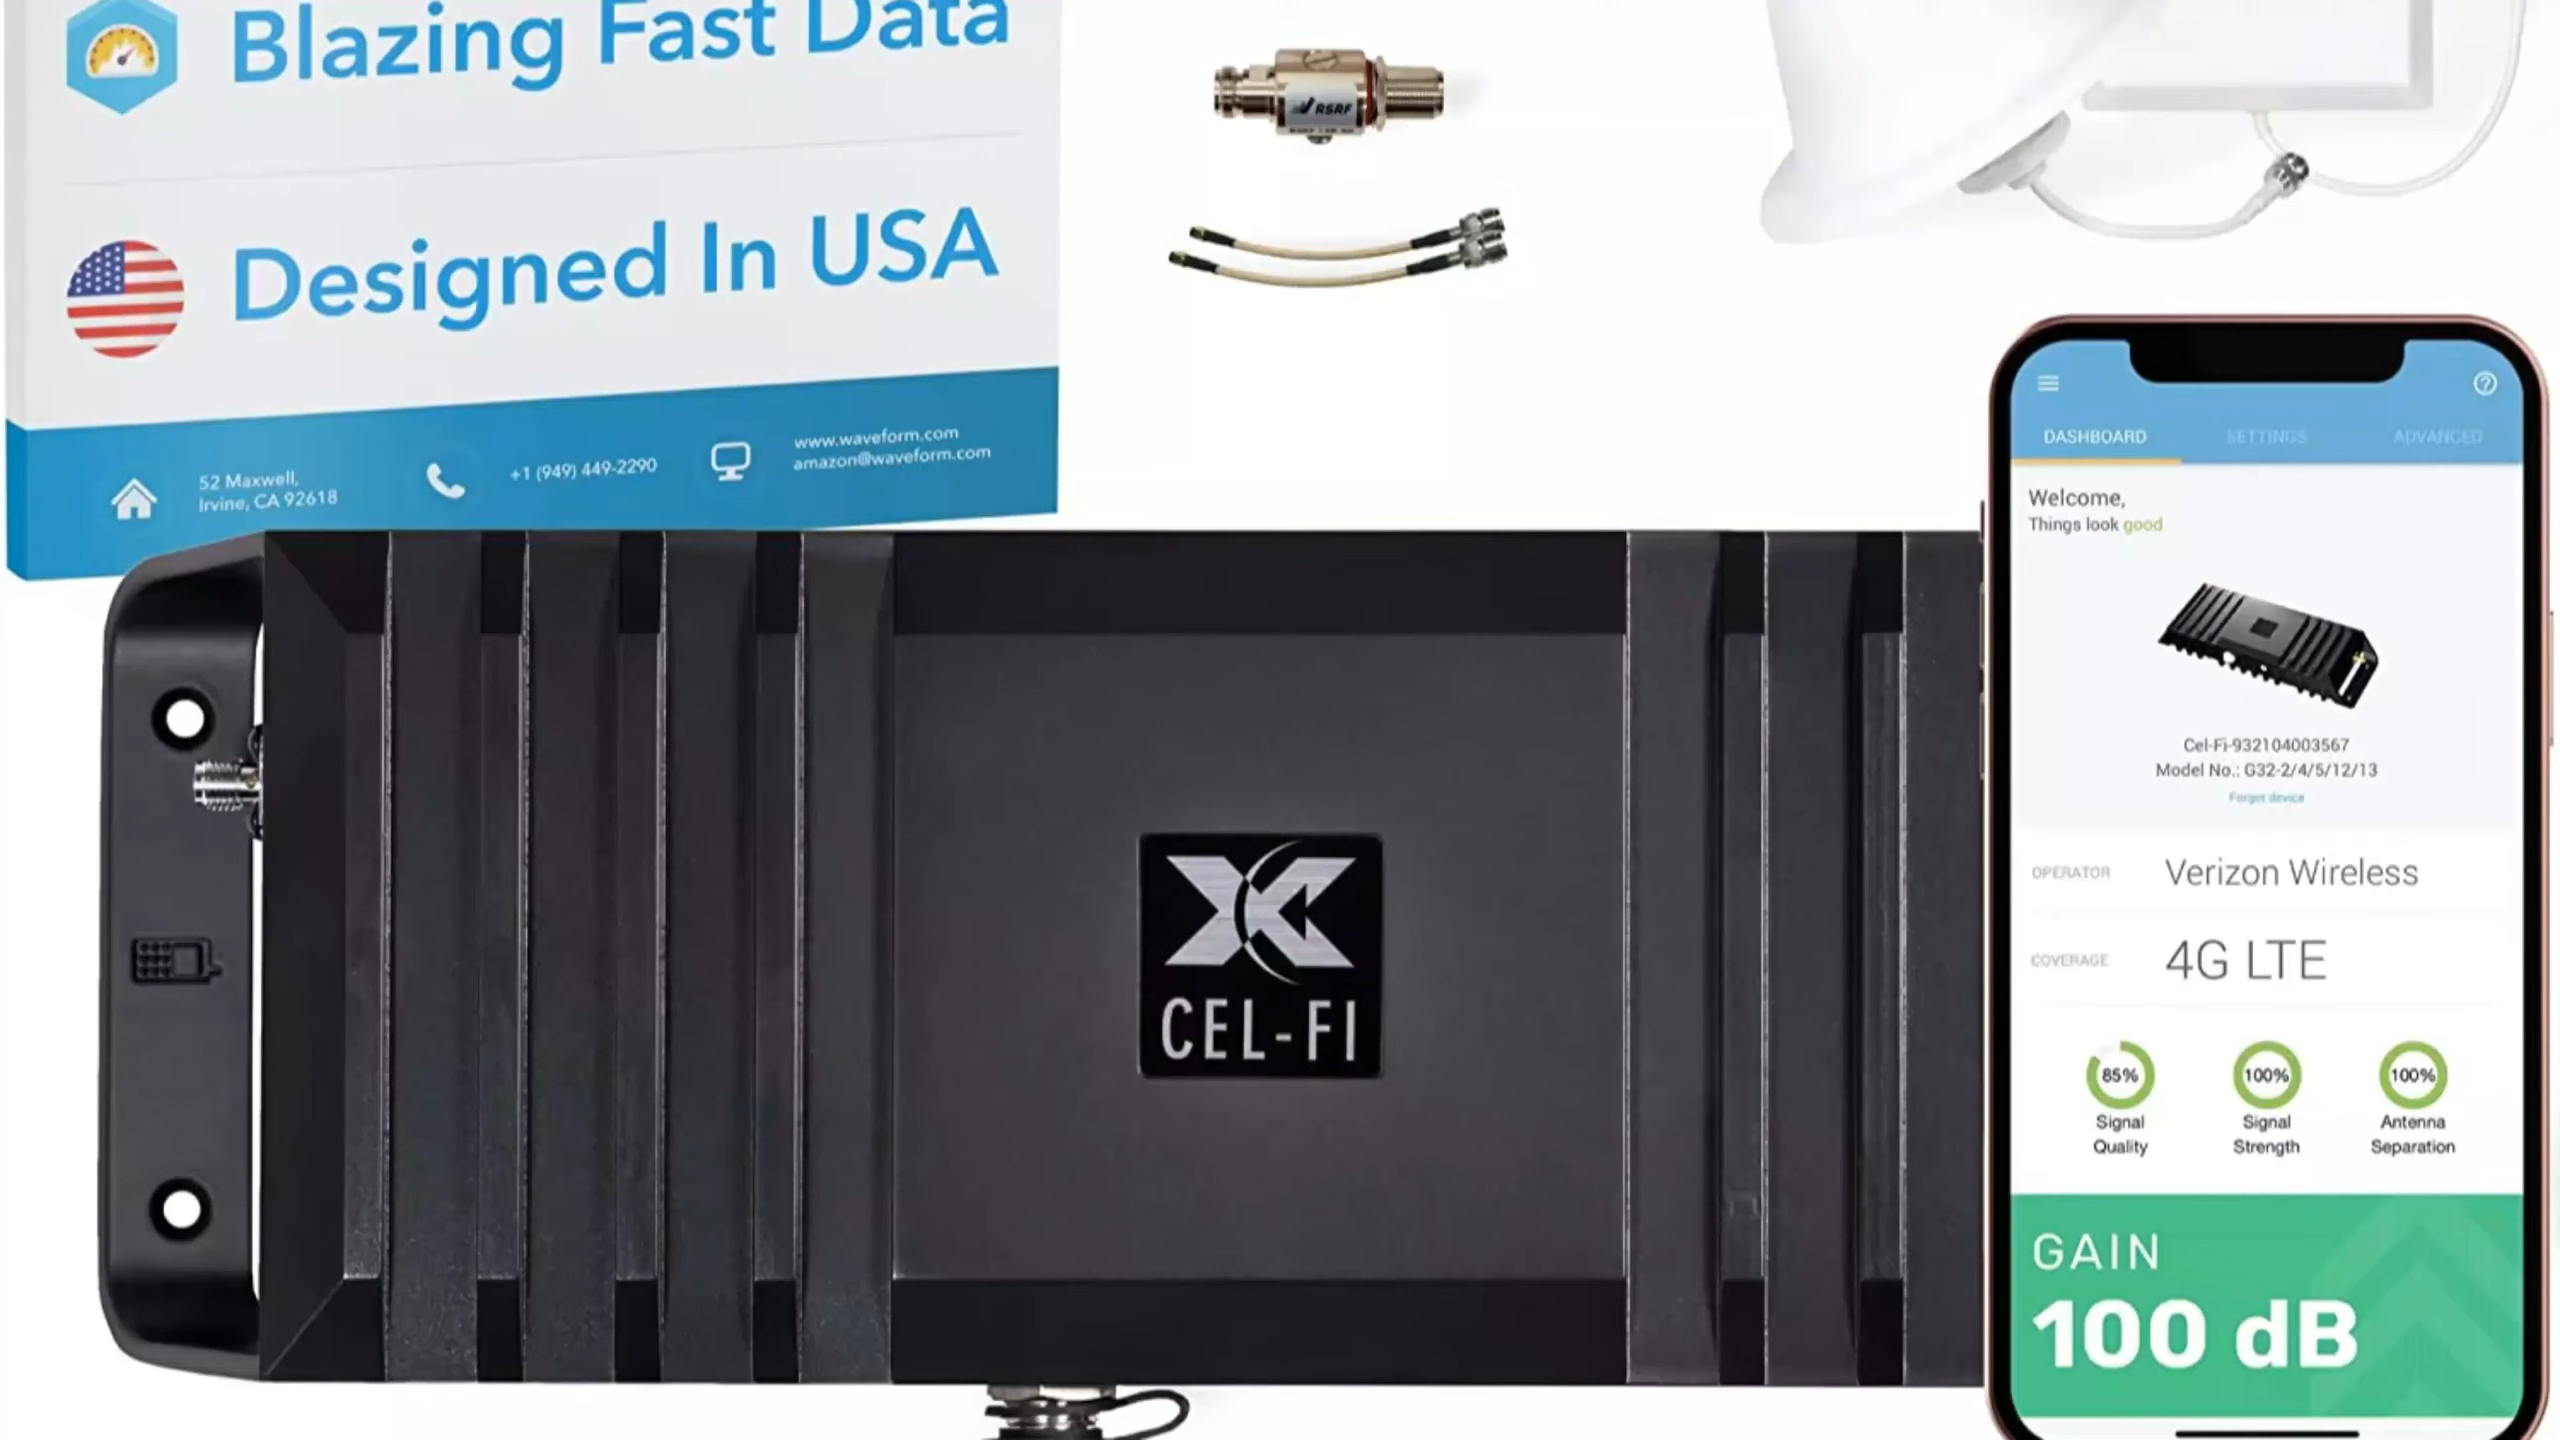 Blazing Fast Data
Designed In USA
52 Maxwell,
Irvine, CA 92618
+1 (949) 449-2290
www.waveform.com
amazon@waveform.com
RSRF
CEL-FI
DASHBOARD
SETTINGS
ADVANCED
Welcome,
Things look good
Cel-Fi-932104003567
Model No.: G32-2/4/5/12/13
Forget device
OPERATOR
Verizon Wireless
COVERAGE
4G LTE
85%
Signal
Quality
100%
Signal
Strength
100%
Antenna
Separation
GAIN
100 dB